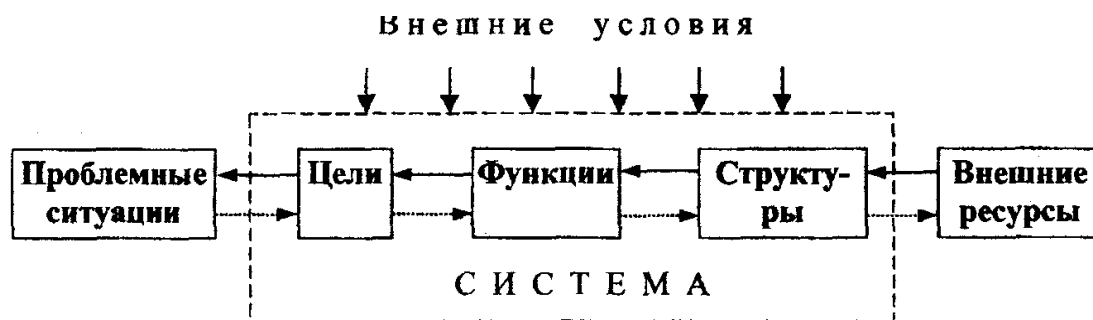 Внешние условия
Проблемные
ситуации
Цели
Функции
Структу-
ры
Внешние
ресурсы
СИСТЕМА